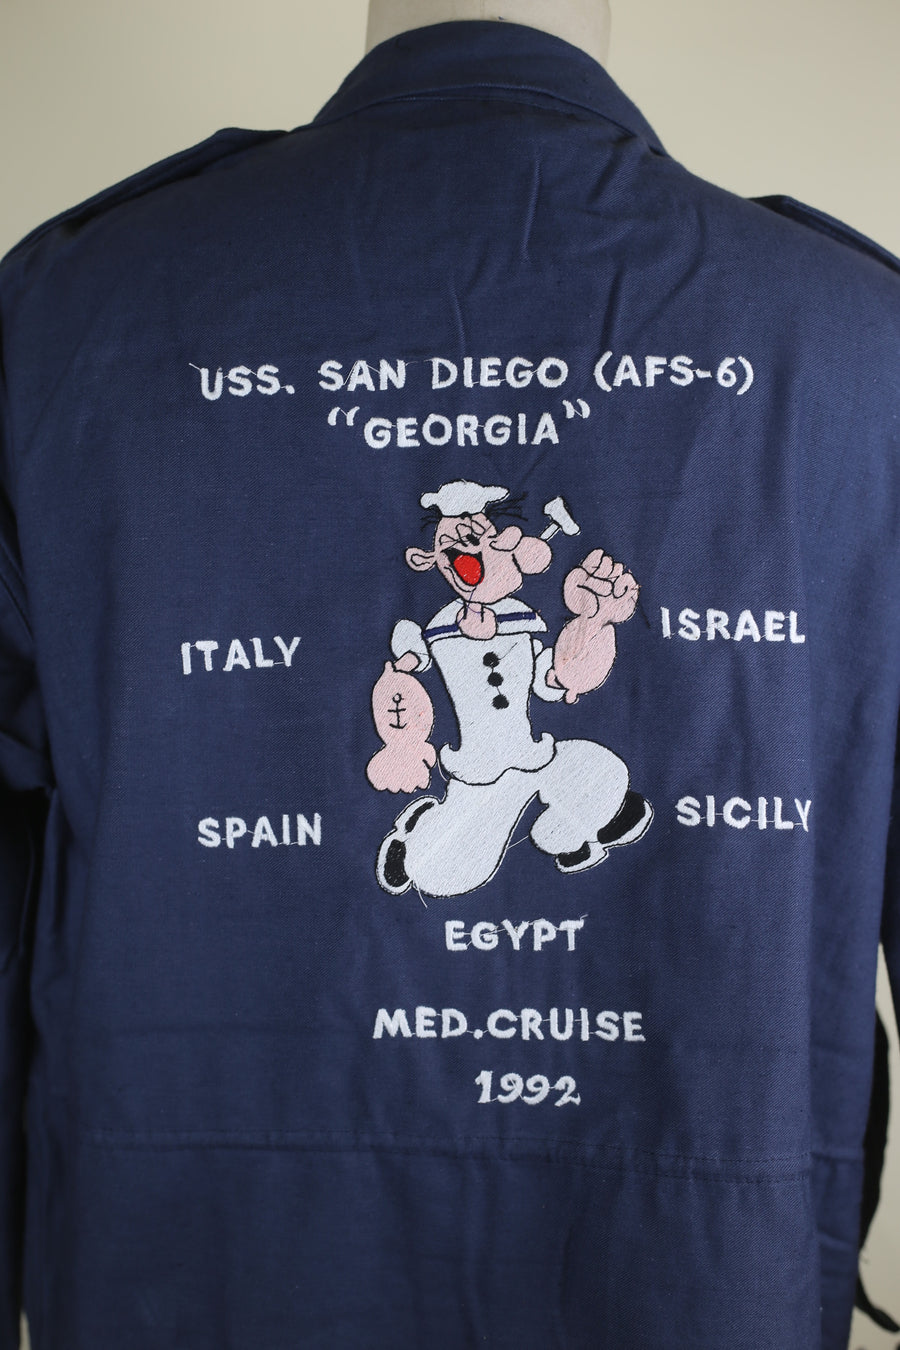 USS. SAN DIEGO (AFS-6)
"GEORGIA"
ITALY
ISRAEL
SPAIN
SICILY
EGYPT
MED.CRUISE
1992